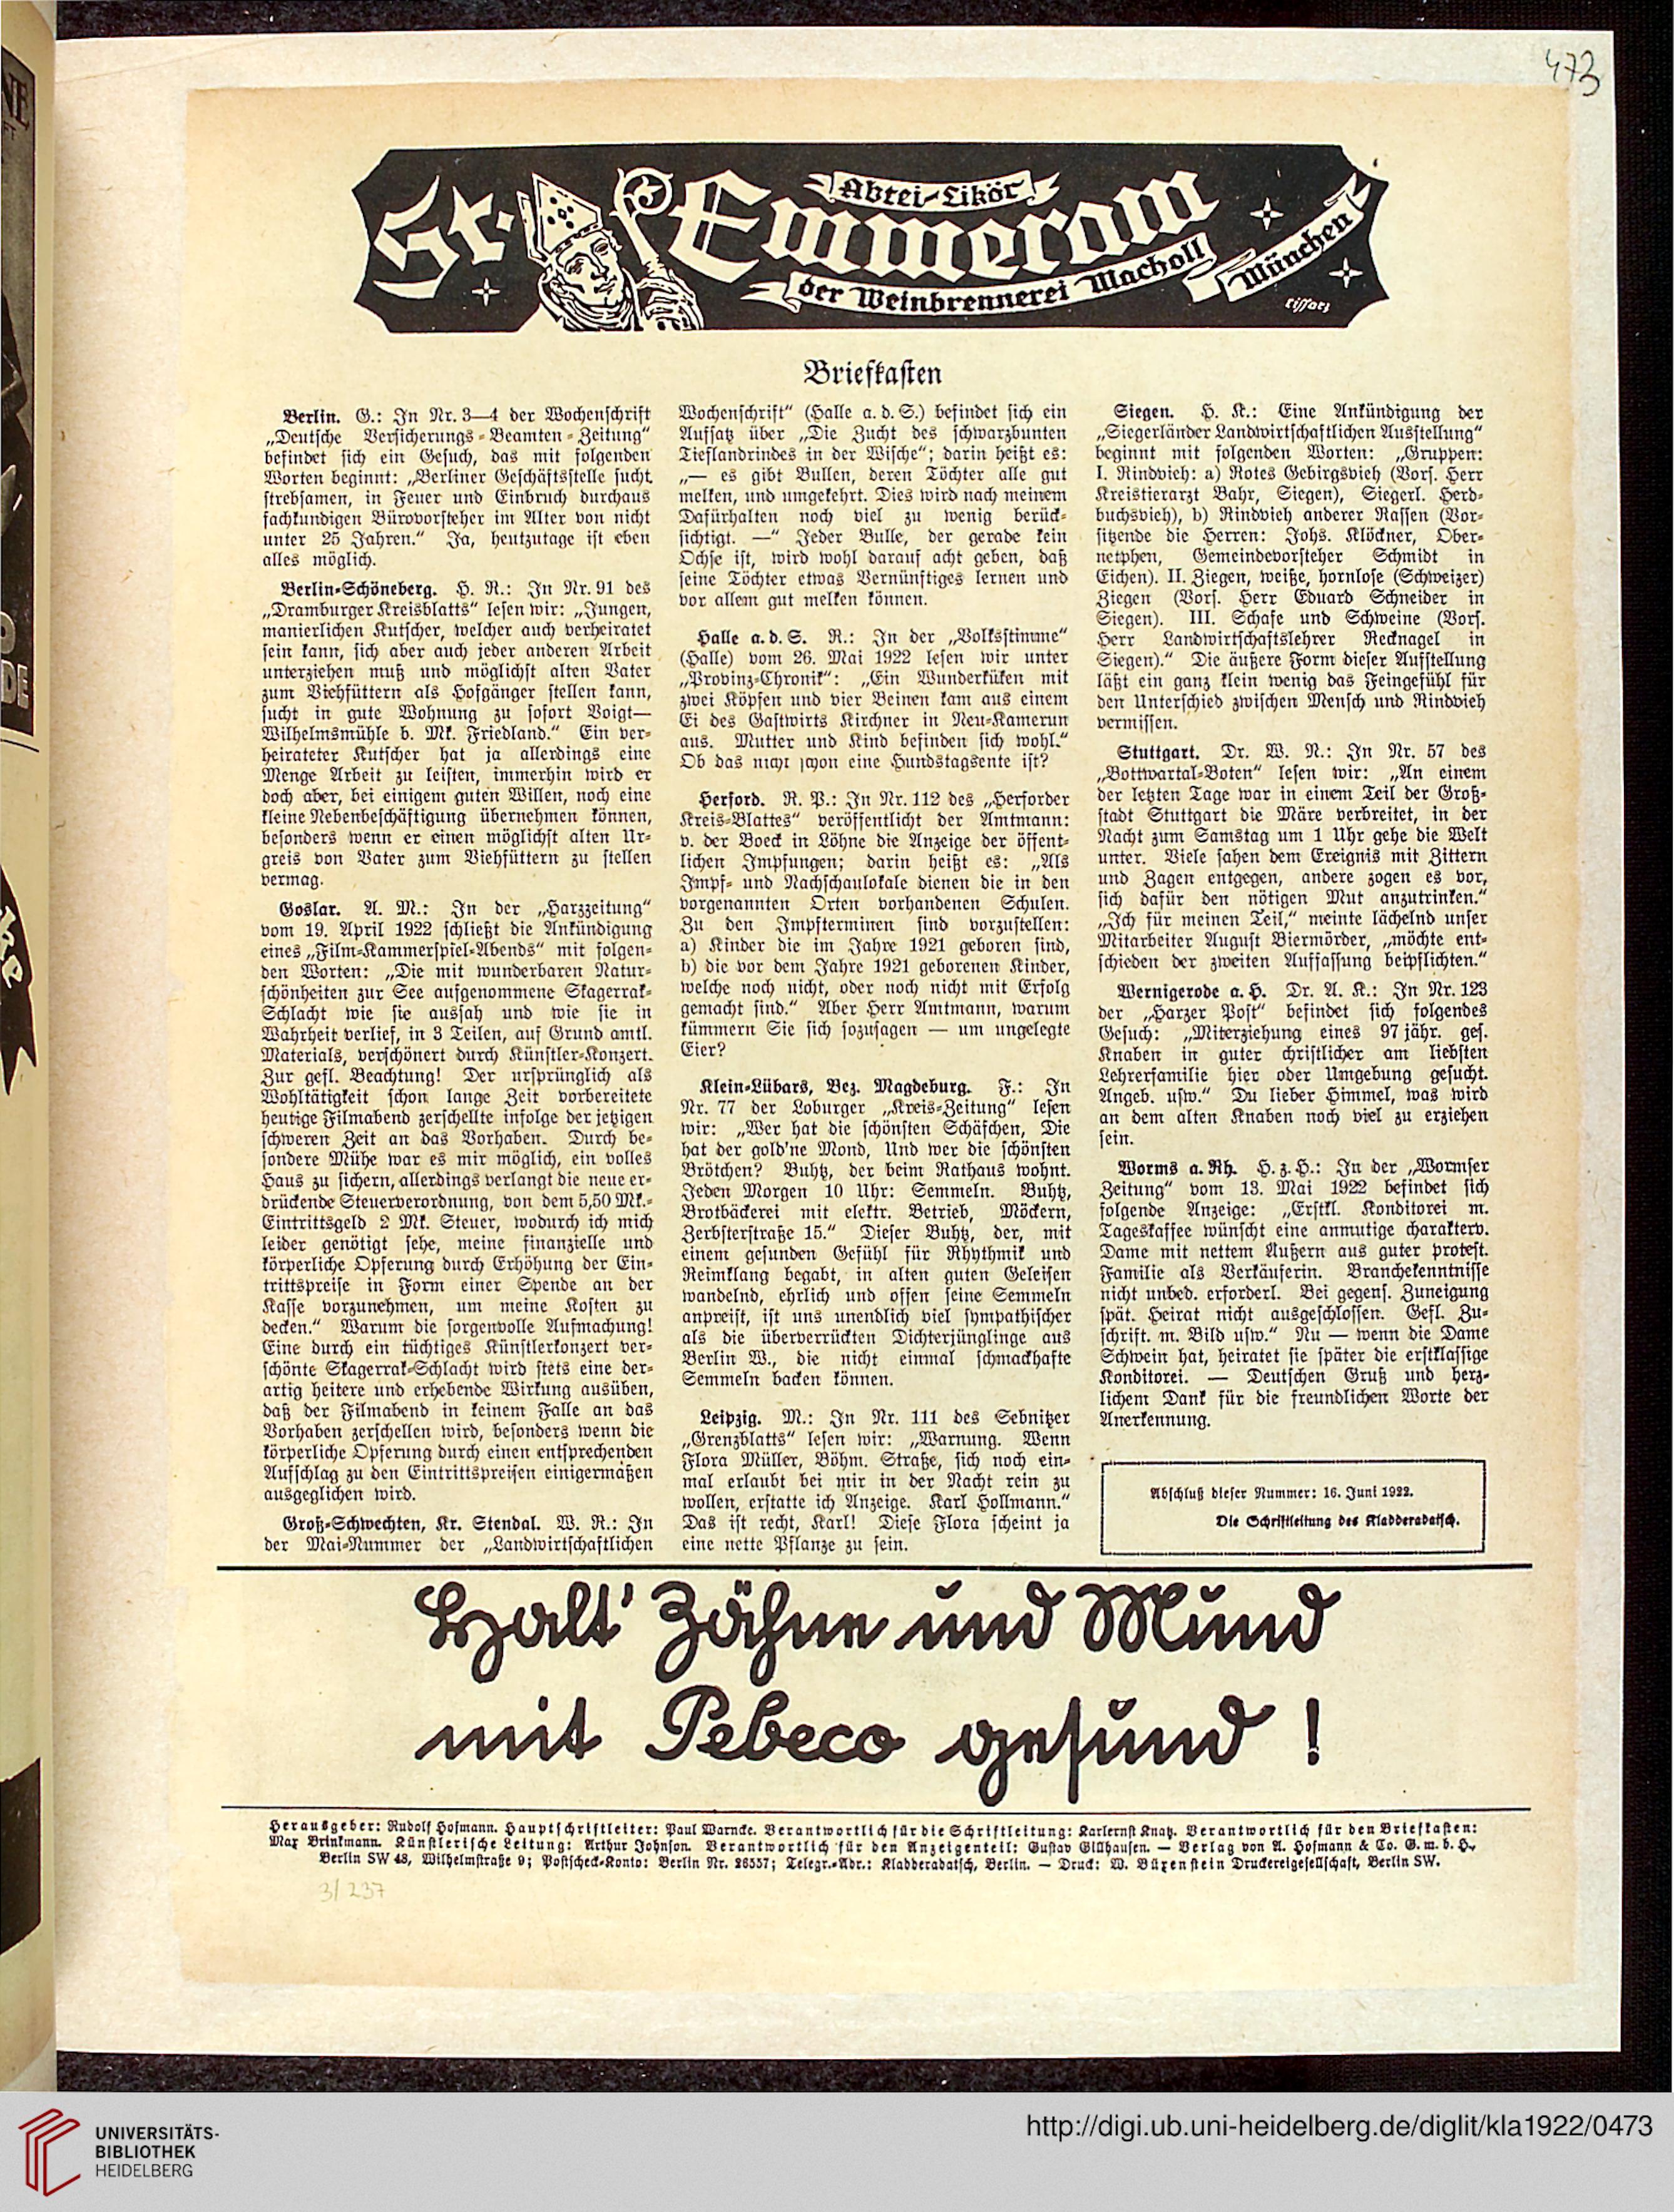 473
St. Emmeram
Abtei-Likör
der Weinbrennerei Macholl
München
Briefkasten
Berlin. G.: In Nr. 3—4 der Wochenschrift
„Deutsche Versicherungs-Beamten-Zeitung“
befindet sich ein Gesuch, das mit folgenden
Worten beginnt: „Berliner Geschäftsstelle sucht
strebsamen, in Feuer und Einbruch durchaus
fachkundigen Bürovorsteher im Alter von nicht
unter 25 Jahren.“ Ja, heutzutage ist eben
alles möglich.
Berlin-Schöneberg. H. R.: In Nr. 91 des
„Dramburger Kreisblatts“ lesen wir: „Jungen,
manierlichen Kutscher, welcher auch verheiratet
sein kann, sich aber auch jeder anderen Arbeit
unterziehen muß und möglichst alten Vater
zum Viehfüttern als Hofgänger stellen kann,
sucht in gute Wohnung zu sofort Voigt—
Wilhelmsmühle b. Mk. Friedland.“ Ein ver-
heirateter Kutscher hat ja allerdings eine
Menge Arbeit zu leisten, immerhin wird er
doch aber, bei einigem guten Willen, noch eine
kleine Nebenbeschäftigung übernehmen können,
besonders wenn er einen möglichst alten Ur-
greis von Vater zum Viehfüttern zu stellen
vermag.
Goslar. A. M.: In der „Harzzeitung“
vom 19. April 1922 schließt die Ankündigung
eines „Film-Kammerspiel-Abends“ mit folgen-
den Worten: „Die mit wunderbaren Natur-
schönheiten zur See aufgenommene Skagerrak-
Schlacht wie sie aussah und wie sie in
Wahrheit verlief, in 3 Teilen, auf Grund amtl.
Materials, verschönert durch Künstler-Konzert.
Zur gefl. Beachtung! Der ursprünglich als
Wohltätigkeit schon lange Zeit vorbereitete
heutige Filmabend zerschellte infolge der jetzigen
schweren Zeit an das Vorhaben. Durch be-
sondere Mühe war es mir möglich, ein volles
Haus zu sichern, allerdings verlangt die neue er-
drückende Steuerverordnung, von dem 5,50 Mk.-
Eintrittsgeld 2 Mk. Steuer, wodurch ich mich
leider genötigt sehe, meine finanzielle und
körperliche Opferung durch Erhöhung der Ein-
trittspreise in Form einer Spende an der
Kasse vorzunehmen, um meine Kosten zu
decken.“ Warum die sorgenvolle Aufmachung!
Eine durch ein tüchtiges Künstlerkonzert ver-
schönte Skagerrak-Schlacht wird stets eine der-
artig heitere und erhebende Wirkung ausüben,
daß der Filmabend in keinem Falle an das
Vorhaben zerschellen wird, besonders wenn die
körperliche Opferung durch einen entsprechenden
Aufschlag zu den Eintrittspreisen einigermaßen
ausgeglichen wird.
Groß-Schwechten, Kr. Stendal. W. R.: In
der Mai-Nummer der „Landwirtschaftlichen
Wochenschrift“ (Halle a. d. S.) befindet sich ein
Aufsatz über „Die Zucht des schwarzbunten
Tieflandrindes in der Wische“; darin heißt es:
„— es gibt Bullen, deren Töchter alle gut
melken, und umgekehrt. Dies wird nach meinem
Dafürhalten noch viel zu wenig berück-
sichtigt. —“ Jeder Bulle, der gerade kein
Ochse ist, wird wohl darauf acht geben, daß
seine Töchter etwas Vernünftiges lernen und
vor allem gut melken können.
Halle a. d. S. R.: In der „Volksstimme“
(Halle) vom 26. Mai 1922 lesen wir unter
„Provinz-Chronik“: „Ein Wunderküken mit
zwei Köpfen und vier Beinen kam aus einem
Ei des Gastwirts Kirchner in Neu-Kamerun
aus. Mutter und Kind befinden sich wohl.“
Ob das nicht schon eine Hundstagsente ist?
Herford. R. P.: In Nr. 112 des „Herforder
Kreis-Blattes“ veröffentlicht der Amtmann:
v. der Boeck in Löhne die Anzeige der öffent-
lichen Impfungen; darin heißt es: „Als
Impf- und Nachschaulokale dienen die in den
vorgenannten Orten vorhandenen Schulen.
Zu den Impfterminen sind vorzustellen:
a) Kinder die im Jahre 1921 geboren sind,
b) die vor dem Jahre 1921 geborenen Kinder,
welche noch nicht, oder noch nicht mit Erfolg
gemacht sind.“ Aber Herr Amtmann, warum
kümmern Sie sich sozusagen — um ungelegte
Eier?
Klein-Lübars, Bez. Magdeburg. F.: In
Nr. 77 der Loburger „Kreis-Zeitung“ lesen
wir: „Wer hat die schönsten Schäfchen, Die
hat der gold'ne Mond, Und wer die schönsten
Brötchen? Buhtz, der beim Rathaus wohnt.
Jeden Morgen 10 Uhr: Semmeln. Buhtz,
Brotbäckerei mit elektr. Betrieb, Möckern,
Zerbsterstraße 15.“ Dieser Buhtz, der, mit
einem gesunden Gefühl für Rhythmik und
Reimklang begabt, in alten guten Geleisen
wandelnd, ehrlich und offen seine Semmeln
anpreist, ist uns unendlich viel sympathischer
als die überverrückten Dichterjünglinge aus
Berlin W., die nicht einmal schmackhafte
Semmeln backen können.
Leipzig. M.: In Nr. 111 des Sebnitzer
„Grenzblatts“ lesen wir: „Warnung. Wenn
Flora Müller, Böhm. Straße, sich noch ein-
mal erlaubt bei mir in der Nacht rein zu
wollen, erstatte ich Anzeige. Karl Hollmann.“
Das ist recht, Karl! Diese Flora scheint ja
eine nette Pflanze zu sein.
Siegen. H. K.: Eine Ankündigung der
„Siegerländer Landwirtschaftlichen Ausstellung“
beginnt mit folgenden Worten: „Gruppen:
I. Rindvieh: a) Rotes Gebirgsvieh (Vors. Herr
Kreistierarzt Bahr, Siegen), Siegerl. Herd-
buchsvieh), b) Rindvieh anderer Rassen (Vor-
sitzende die Herren: Johs. Klöckner, Ober-
netphen, Gemeindevorsteher Schmidt in
Eichen). II. Ziegen, weiße, hornlose (Schweizer)
Ziegen (Vors. Herr Eduard Schneider in
Siegen). III. Schafe und Schweine (Vors.
Herr Landwirtschaftslehrer Recknagel in
Siegen).“ Die äußere Form dieser Aufstellung
läßt ein ganz klein wenig das Feingefühl für
den Unterschied zwischen Mensch und Rindvieh
vermissen.
Stuttgart. Dr. W. N.: In Nr. 57 des
„Bottwartal-Boten“ lesen wir: „An einem
der letzten Tage war in einem Teil der Groß-
stadt Stuttgart die Märe verbreitet, in der
Nacht zum Samstag um 1 Uhr gehe die Welt
unter. Viele sahen dem Ereignis mit Zittern
und Zagen entgegen, andere zogen es vor,
sich dafür den nötigen Mut anzutrinken.“
„Ich für meinen Teil,“ meinte lächelnd unser
Mitarbeiter August Biermörder, „möchte ent-
schieden der zweiten Auffassung beipflichten.“
Wernigerode a. H. Dr. A. K.: In Nr. 123
der „Harzer Post“ befindet sich folgendes
Gesuch: „Miterziehung eines 97 jähr. ges.
Knaben in guter christlicher am liebsten
Lehrerfamilie hier oder Umgebung gesucht.
Angeb. usw.“ Du lieber Himmel, was wird
an dem alten Knaben noch viel zu erziehen
sein.
Worms a. Rh. H. z. H.: In der „Wormser
Zeitung“ vom 13. Mai 1922 befindet sich
folgende Anzeige: „Erstkl. Konditorei m.
Tageskaffee wünscht eine anmutige charakterv.
Dame mit nettem Äußern aus guter protest.
Familie als Verkäuferin. Branchekenntnisse
nicht unbed. erforderl. Bei gegens. Zuneigung
spät. Heirat nicht ausgeschlossen. Gefl. Zu-
schrift. m. Bild usw.“ Nu — wenn die Dame
Schwein hat, heiratet sie später die erstklassige
Konditorei. — Deutschen Gruß und herz-
lichem Dank für die freundlichen Worte der
Anerkennung.
Abschluß dieser Nummer: 16. Juni 1922.
Die Schriftleitung des Kladderadatsch.
Halt' Zähne und Mund
mit Pebeco gesund!
Herausgeber: Rudolf Hofmann. Hauptschriftleiter: Paul Warncke. Verantwortlich für die Schriftleitung: Karlernst Knatz. Verantwortlich für den Briefkasten:
Max Brinkmann. Künstlerische Leitung: Arthur Johnson. Verantwortlich für den Anzeigenteil: Gustav Gillhausen. — Verlag von A. Hofmann & Co. G. m. b. H.,
Berlin SW 48, Wilhelmstraße 9; Postscheck-Konto: Berlin Nr. 26557; Telegr.-Adr.: Kladderadatsch, Berlin. — Druck: W. Büxenstein Druckereigesellschaft, Berlin SW.
3/237
UNIVERSITÄTS-
BIBLIOTHEK
HEIDELBERG
http://digi.ub.uni-heidelberg.de/diglit/kla1922/0473